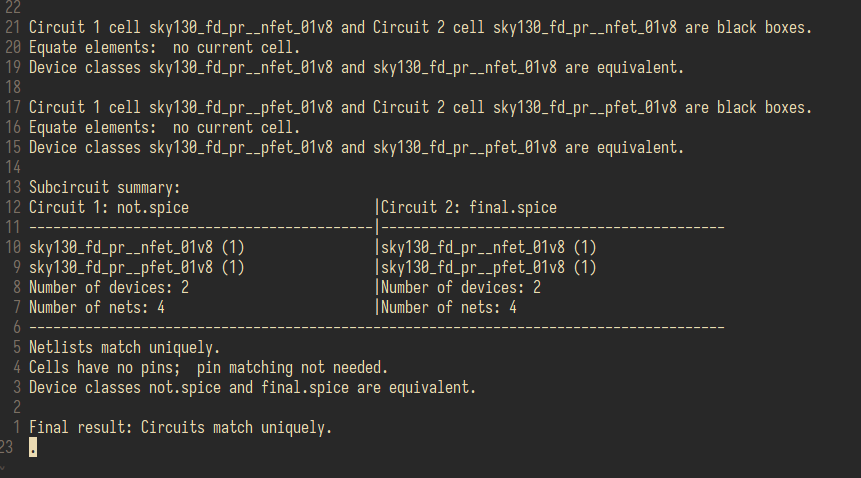 22
21 Circuit 1 cell sky130_fd_pr__nfet_01v8 and Circuit 2 cell sky130_fd_pr__nfet_01v8 are black boxes.
20 Equate elements:  no current cell.
19 Device classes sky130_fd_pr__nfet_01v8 and sky130_fd_pr__nfet_01v8 are equivalent.
18
17 Circuit 1 cell sky130_fd_pr__pfet_01v8 and Circuit 2 cell sky130_fd_pr__pfet_01v8 are black boxes.
16 Equate elements:  no current cell.
15 Device classes sky130_fd_pr__pfet_01v8 and sky130_fd_pr__pfet_01v8 are equivalent.
14
13 Subcircuit summary:
12 Circuit 1: not.spice                       |Circuit 2: final.spice
11 -------------------------------------------|-------------------------------------------
10 sky130_fd_pr__nfet_01v8 (1)                |sky130_fd_pr__nfet_01v8 (1)
9 sky130_fd_pr__pfet_01v8 (1)                |sky130_fd_pr__pfet_01v8 (1)
8 Number of devices: 2                       |Number of devices: 2
7 Number of nets: 4                          |Number of nets: 4
6 ---------------------------------------------------------------------------------------
5 Netlists match uniquely.
4 Cells have no pins;  pin matching not needed.
3 Device classes not.spice and final.spice are equivalent.
2
1 Final result: Circuits match uniquely.
23 .